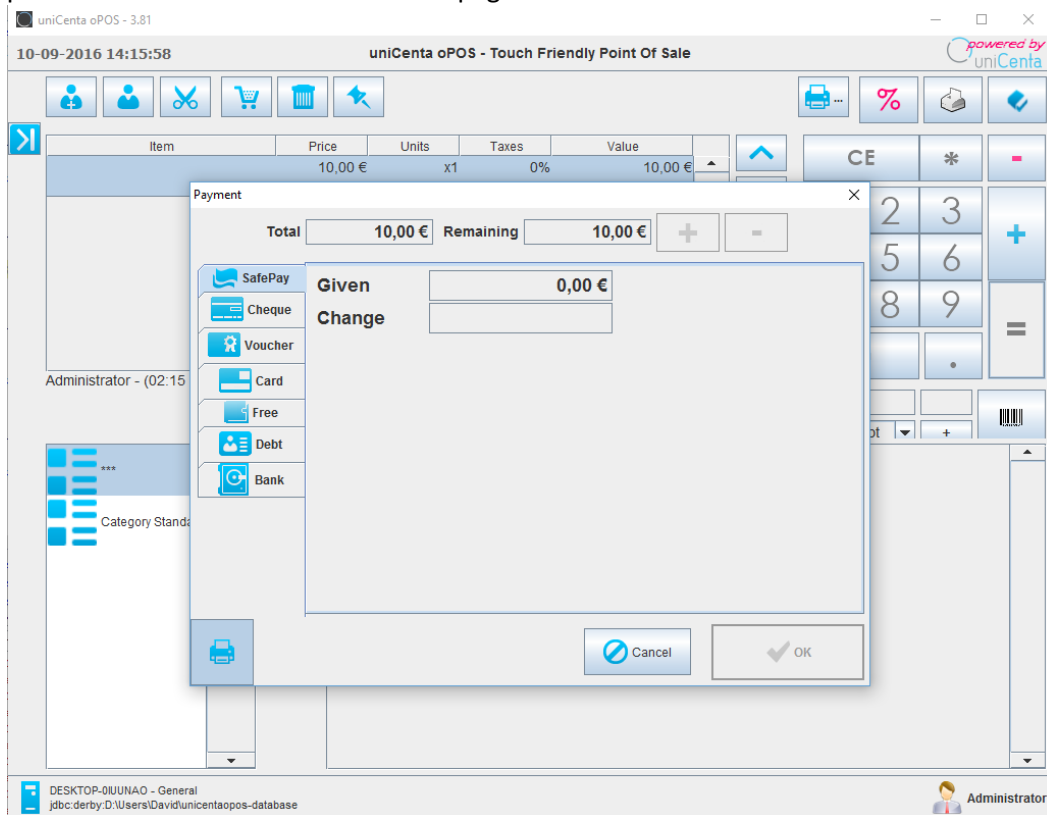 uniCenta oPOS - 3.81
10-09-2016 14:15:58
uniCenta oPOS - Touch Friendly Point Of Sale
powered by
uniCenta
...
%
Item Price Units Taxes Value
10,00 € x1 0% 10,00 €
CE * -
2 3 +
5 6
8 9 =
.
Payment
Total 10,00 € Remaining 10,00 € + -
SafePay
Cheque
Voucher
Card
Free
Debt
Bank
Given 0,00 €
Change
Cancel
OK
Administrator - (02:15
+
***
Category Standa
DESKTOP-0IUUNAO - General
jdbc:derby:D:\Users\David\unicentaopos-database
Administrator